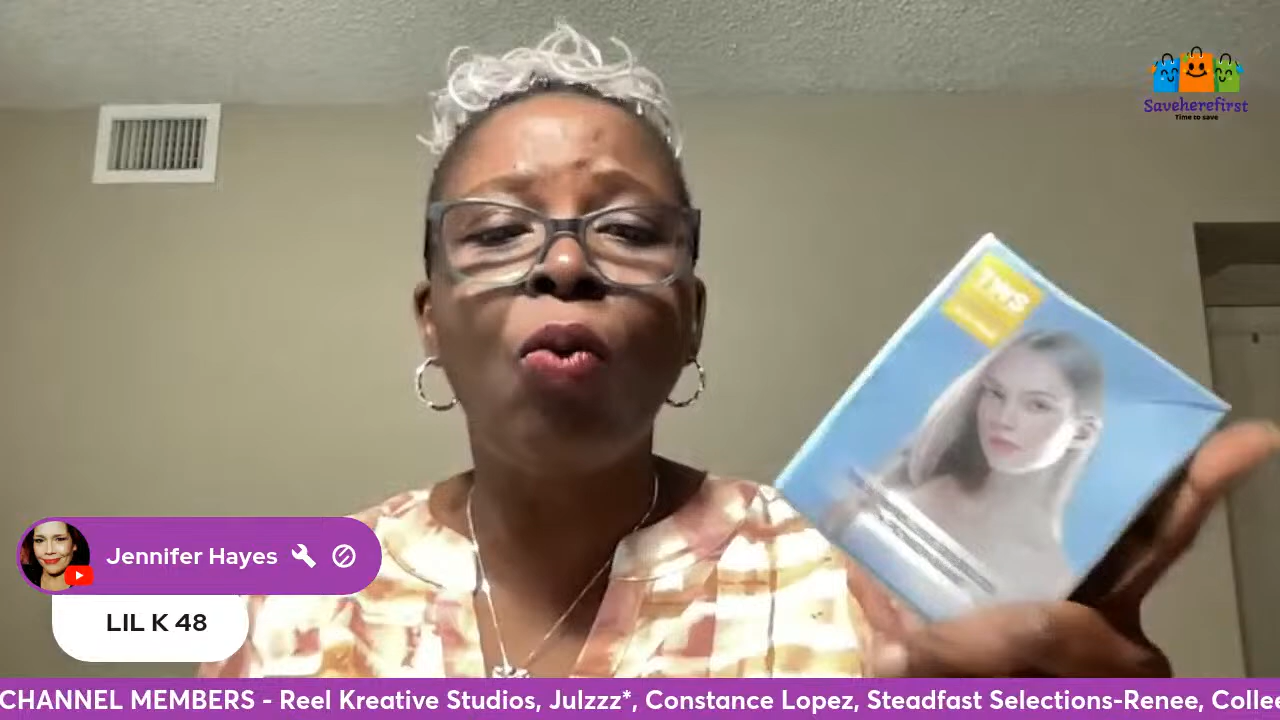 Saveherefirst
Time to save
TWS
Jennifer Hayes
LIL K 48
CHANNEL MEMBERS - Reel Kreative Studios, Julzzz*, Constance Lopez, Steadfast Selections-Renee, Collec